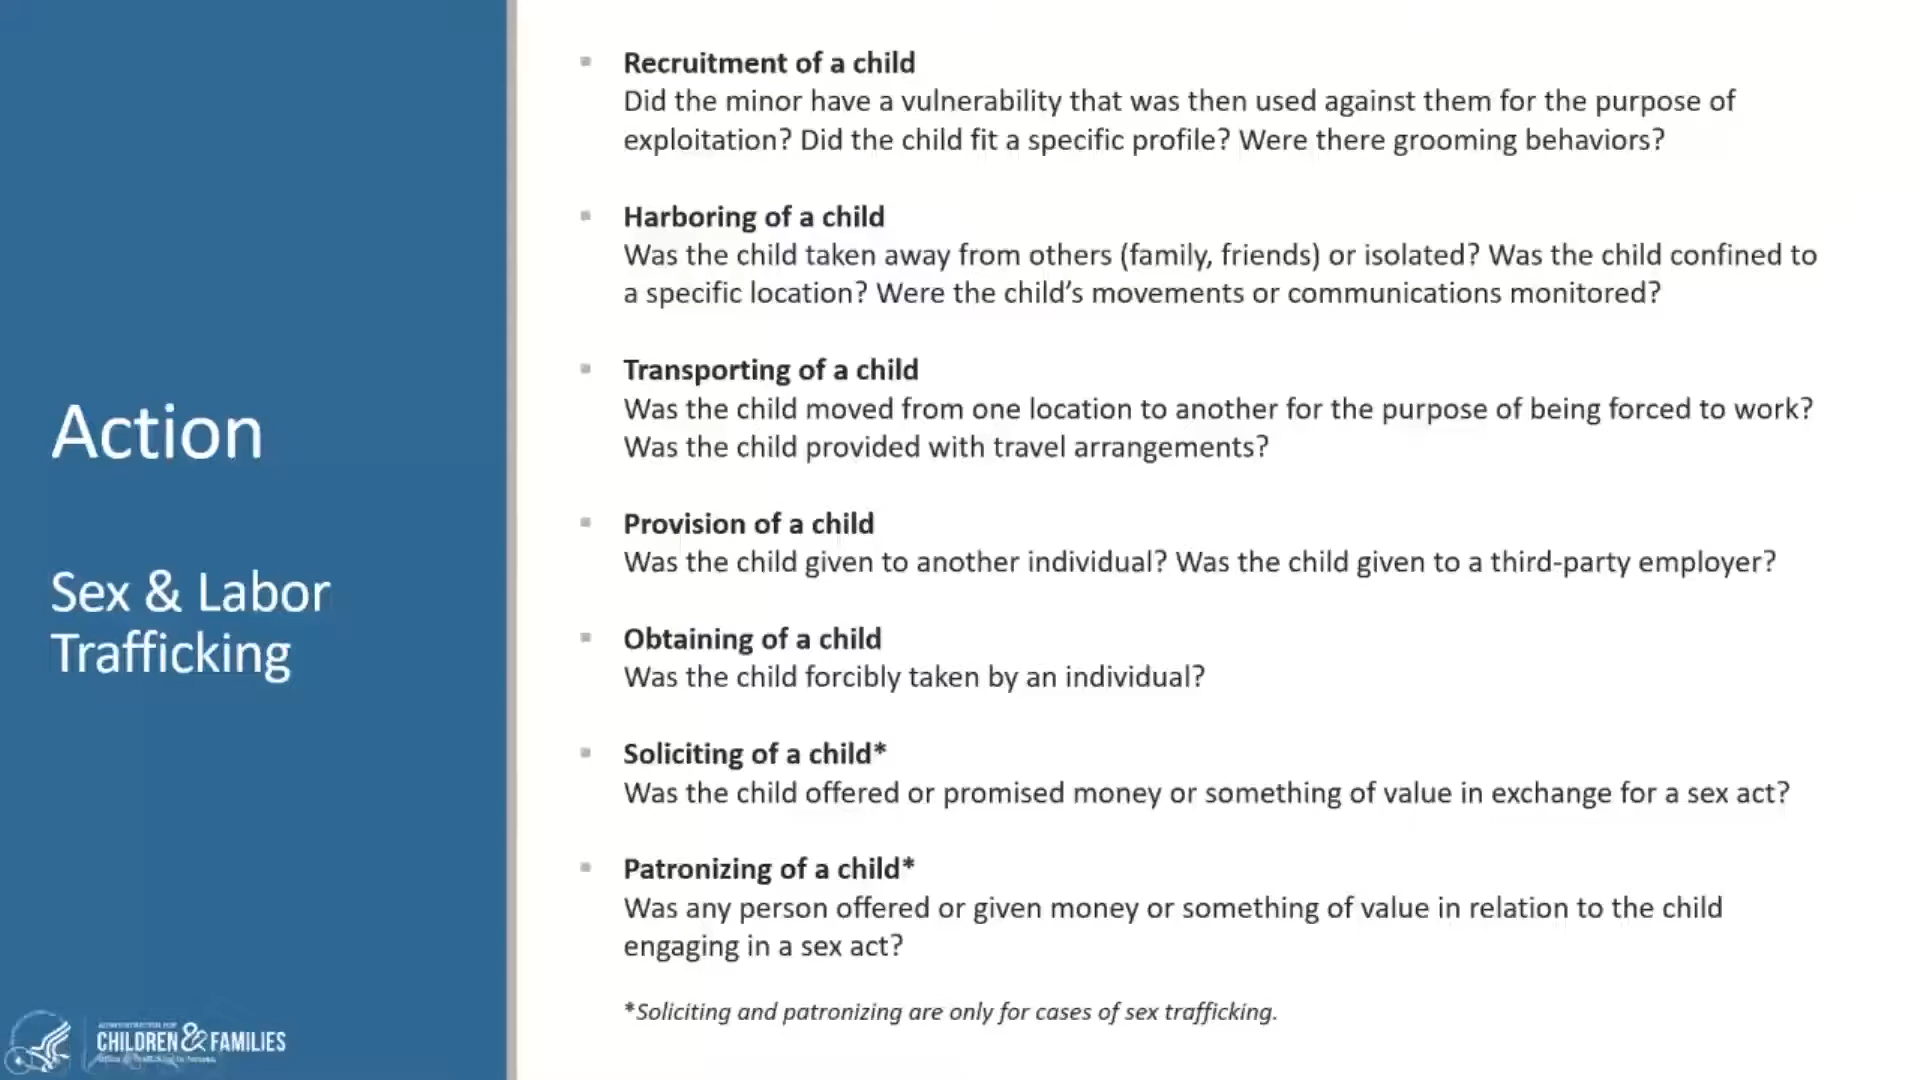 Action
Sex & Labor
Trafficking
Recruitment of a child
Did the minor have a vulnerability that was then used against them for the purpose of
exploitation? Did the child fit a specific profile? Were there grooming behaviors?
Harboring of a child
Was the child taken away from others (family, friends) or isolated? Was the child confined to
a specific location? Were the child’s movements or communications monitored?
Transporting of a child
Was the child moved from one location to another for the purpose of being forced to work?
Was the child provided with travel arrangements?
Provision of a child
Was the child given to another individual? Was the child given to a third-party employer?
Obtaining of a child
Was the child forcibly taken by an individual?
Soliciting of a child*
Was the child offered or promised money or something of value in exchange for a sex act?
Patronizing of a child*
Was any person offered or given money or something of value in relation to the child
engaging in a sex act?
*Soliciting and patronizing are only for cases of sex trafficking.
ADMINISTRATION FOR
CHILDREN & FAMILIES